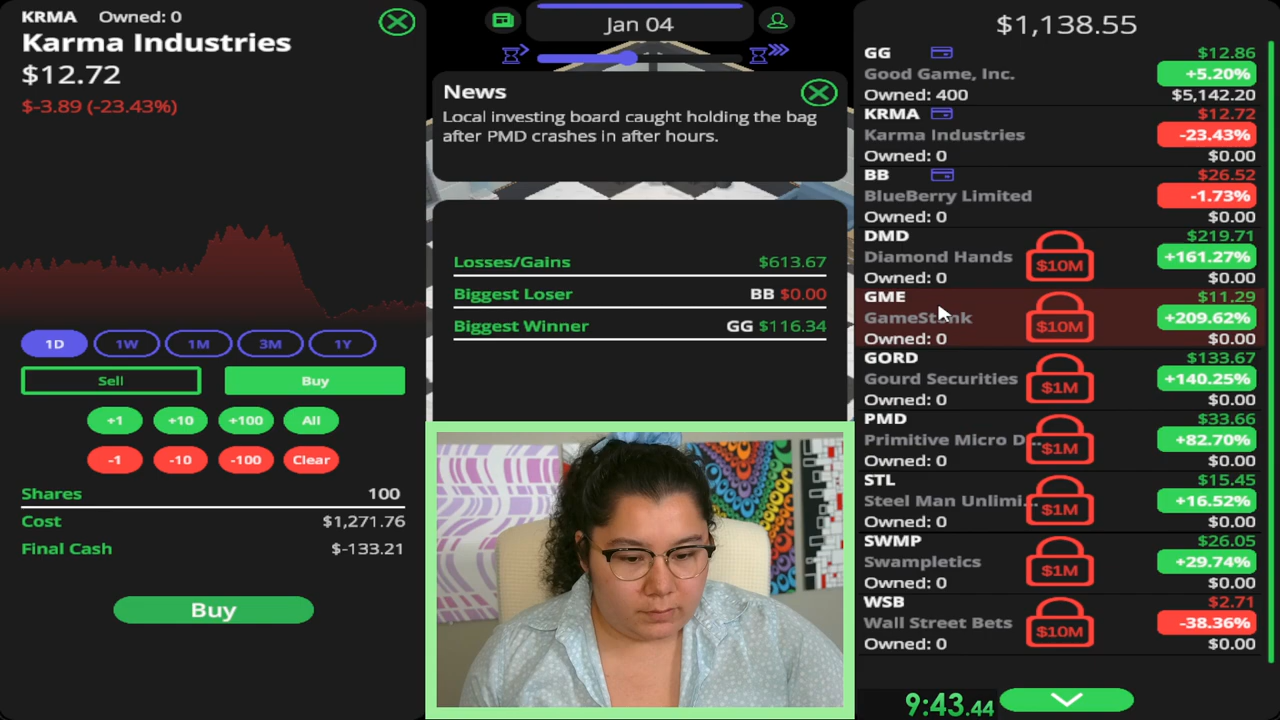 KRMA Owned: 0
Karma Industries
$12.72
$-3.89 (-23.43%)
1D 1W 1M 3M 1Y
Sell Buy
+1 +10 +100 All
-1 -10 -100 Clear
Shares 100
Cost $1,271.76
Final Cash $-133.21
Buy
Jan 04
News
Local investing board caught holding the bag
after PMD crashes in after hours.
Losses/Gains $613.67
Biggest Loser BB $0.00
Biggest Winner GG $116.34
$1,138.55
GG $12.86
Good Game, Inc. +5.20%
Owned: 400 $5,142.20
KRMA $12.72
Karma Industries -23.43%
Owned: 0 $0.00
BB $26.52
BlueBerry Limited -1.73%
Owned: 0 $0.00
DMD $219.71
Diamond Hands $10M +161.27%
Owned: 0 $0.00
GME $11.29
GameStonk $10M +209.62%
Owned: 0 $0.00
GORD $133.67
Gourd Securities $1M +140.25%
Owned: 0 $0.00
PMD $33.66
Primitive Micro D... $1M +82.70%
Owned: 0 $0.00
STL $15.45
Steel Man Unlimi... $1M +16.52%
Owned: 0 $0.00
SWMP $26.05
Swampletics $1M +29.74%
Owned: 0 $0.00
WSB $2.71
Wall Street Bets $10M -38.36%
Owned: 0 $0.00
9:43.44